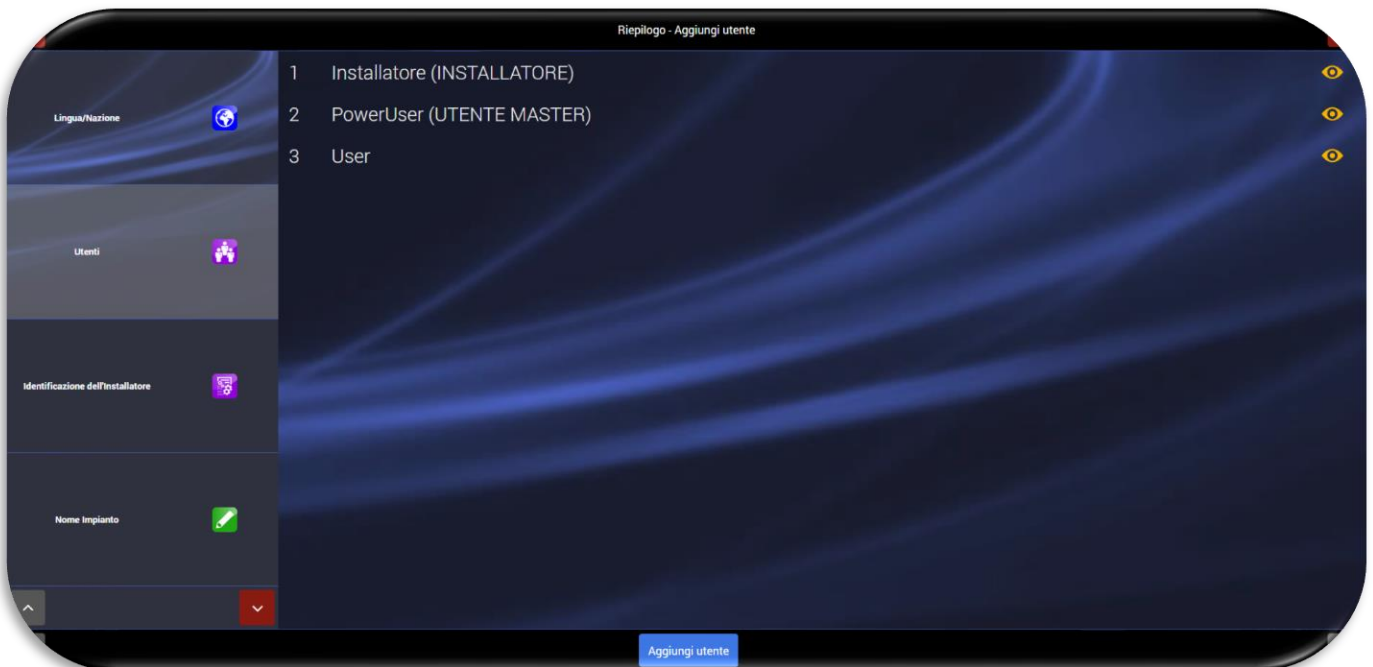 Riepilogo - Aggiungi utente
Lingua/Nazione
Utenti
Identificazione dell'Installatore
Nome Impianto
1 Installatore (INSTALLATORE)
2 PowerUser (UTENTE MASTER)
3 User
Aggiungi utente